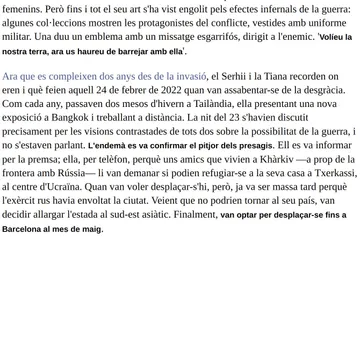 femenins. Però fins i tot el seu art s'ha vist engolit pels efectes infernals de la guerra:
algunes col·leccions mostren les protagonistes del conflicte, vestides amb uniforme
militar. Una duu un emblema amb un missatge esgarrifós, dirigit a l'enemic. 'Volíeu la
nostra terra, ara us haureu de barrejar amb ella'.
Ara que es compleixen dos anys des de la invasió, el Serhii i la Tiana recorden on
eren i què feien aquell 24 de febrer de 2022 quan van assabentar-se de la desgràcia.
Com cada any, passaven dos mesos d'hivern a Tailàndia, ella presentant una nova
exposició a Bangkok i treballant a distància. La nit del 23 s'havien discutit
precisament per les visions contrastades de tots dos sobre la possibilitat de la guerra, i
no s'estaven parlant. L'endemà es va confirmar el pitjor dels presagis. Ell es va informar
per la premsa; ella, per telèfon, perquè uns amics que vivien a Khàrkiv —a prop de la
frontera amb Rússia— li van demanar si podien refugiar-se a la seva casa a Txerkassi,
al centre d'Ucraïna. Quan van voler desplaçar-s'hi, però, ja va ser massa tard perquè
l'exèrcit rus havia envoltat la ciutat. Veient que no podrien tornar al seu país, van
decidir allargar l'estada al sud-est asiàtic. Finalment, van optar per desplaçar-se fins a
Barcelona al mes de maig.